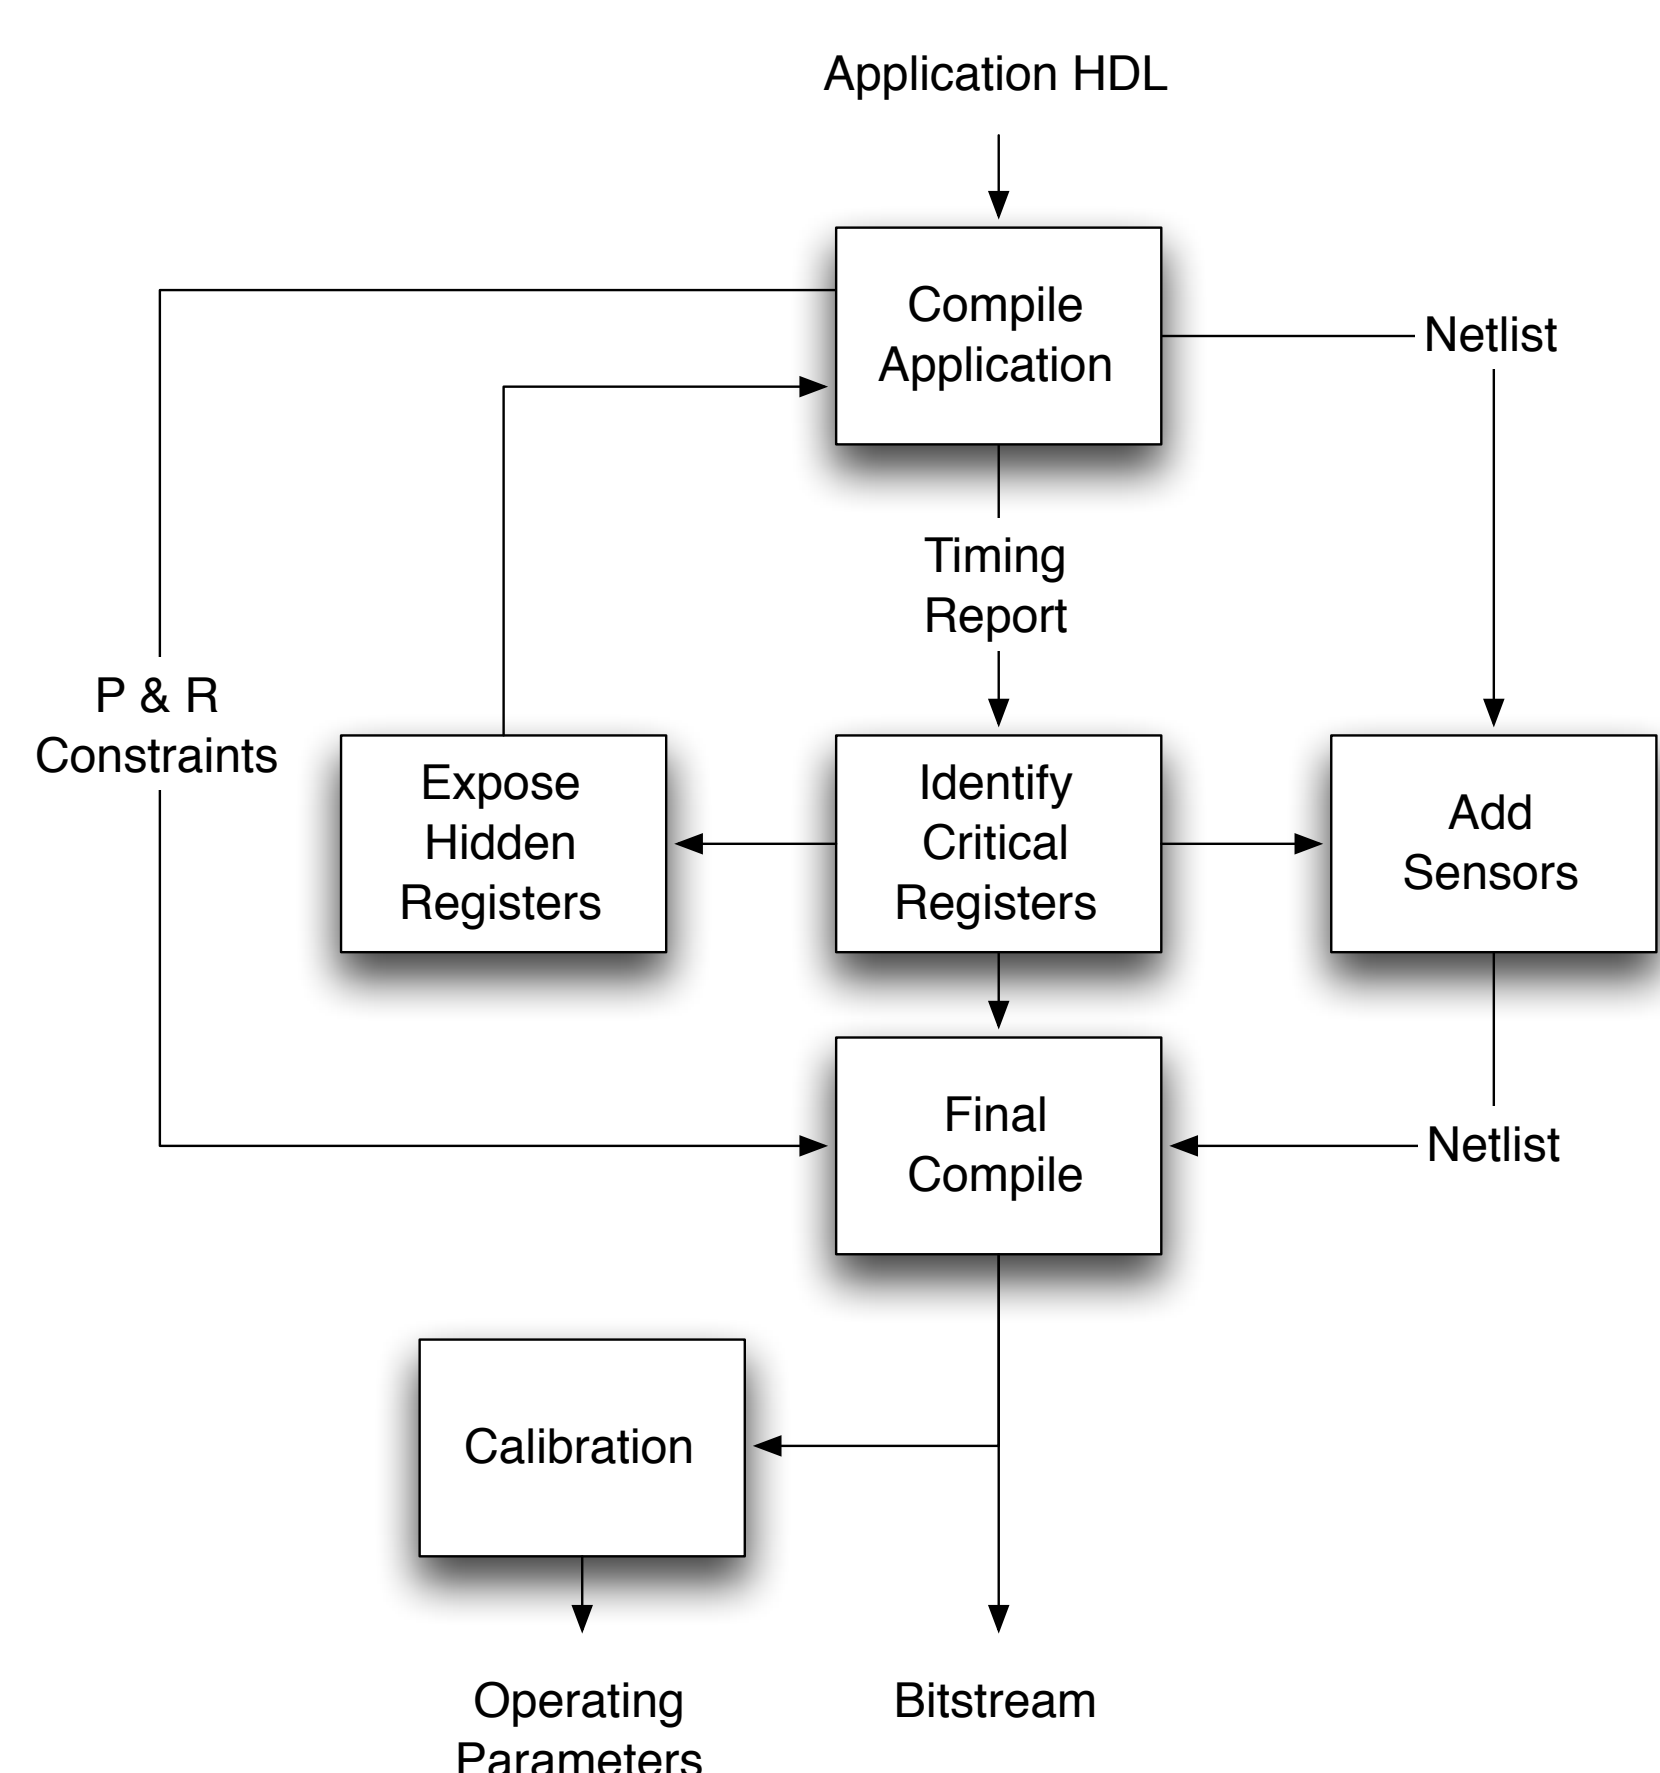 Application HDL
Compile
Application
Netlist
Timing
Report
P & R
Constraints
Expose
Hidden
Registers
Identify
Critical
Registers
Add
Sensors
Final
Compile
Netlist
Calibration
Operating
Parameters
Bitstream